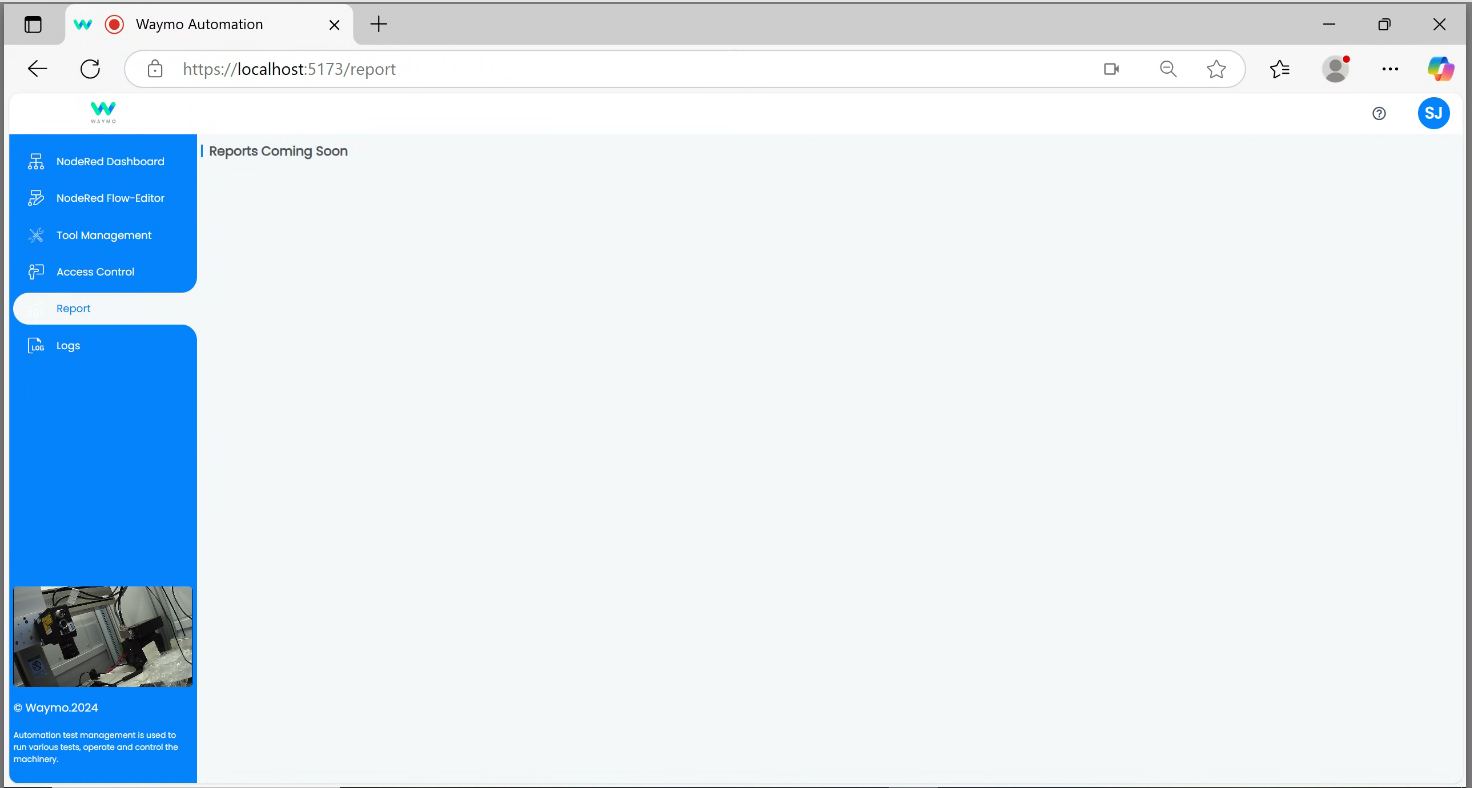 Waymo Automation
https://localhost:5173/report
WAYMO
SJ
NodeRed Dashboard
Reports Coming Soon
NodeRed Flow-Editor
Tool Management
Access Control
Report
LOG
Logs
© Waymo.2024
Automation test management is used to
run various tests, operate and control the
machinery.